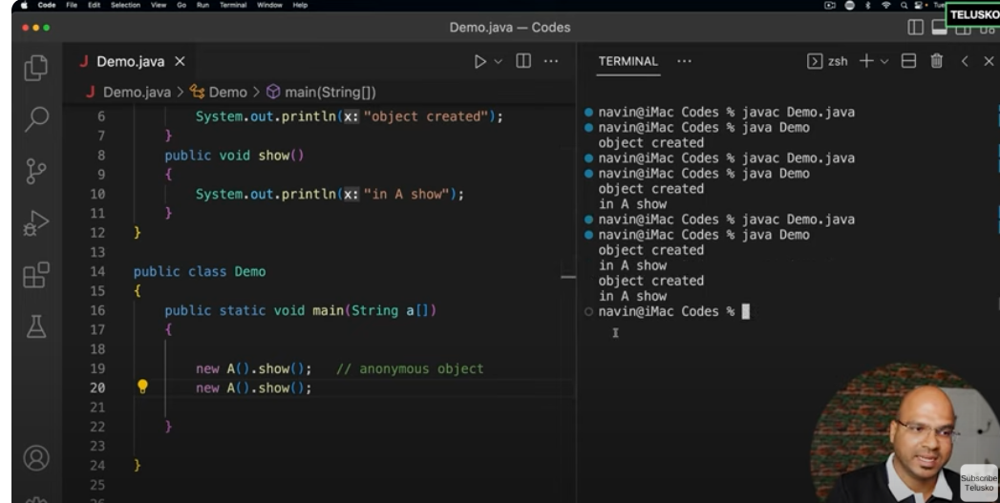 Code File Edit Selection View Go Run Terminal Window Help
TELUSKO
Demo.java — Codes
J Demo.java ×
J Demo.java > Demo > main(String[])
6 System.out.println(x: "object created");
7 }
8 public void show()
9 {
10 System.out.println(x: "in A show");
11 }
12 }
13
14 public class Demo
15 {
16 public static void main(String a[])
17 {
18
19 new A().show(); // anonymous object
20 new A().show();
21
22 }
23
24 }
25
26
TERMINAL ··· zsh
navin@iMac Codes % javac Demo.java
navin@iMac Codes % java Demo
object created
navin@iMac Codes % javac Demo.java
navin@iMac Codes % java Demo
object created
in A show
navin@iMac Codes % javac Demo.java
navin@iMac Codes % java Demo
object created
in A show
object created
in A show
navin@iMac Codes %
Subscribe
Telusko